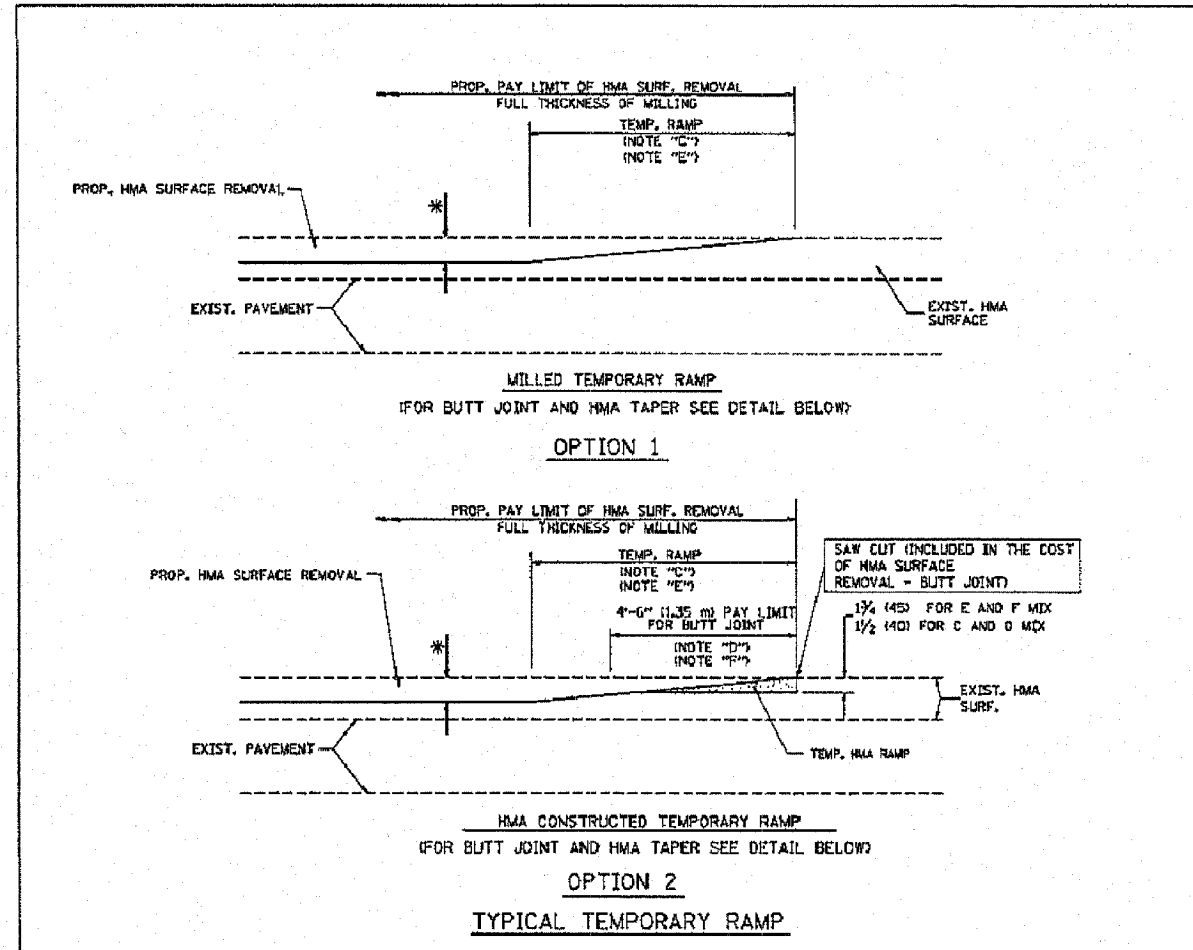 PROP. PAY LIMIT OF HMA SURF. REMOVAL
FULL THICKNESS OF MILLING
TEMP. RAMP
(NOTE "C")
(NOTE "E")
PROP. HMA SURFACE REMOVAL
*
EXIST. PAVEMENT
EXIST. HMA
SURFACE
MILLED TEMPORARY RAMP
(FOR BUTT JOINT AND HMA TAPER SEE DETAIL BELOW)
OPTION 1
PROP. PAY LIMIT OF HMA SURF. REMOVAL
FULL THICKNESS OF MILLING
TEMP. RAMP
(NOTE "C")
(NOTE "E")
SAW CUT (INCLUDED IN THE COST
OF HMA SURFACE
REMOVAL - BUTT JOINT)
PROP. HMA SURFACE REMOVAL
4'-6" (1.35 m) PAY LIMIT
FOR BUTT JOINT
(NOTE "D")
(NOTE "F")
1¾ (45) FOR E AND F MIX
1½ (40) FOR C AND D MIX
*
EXIST. HMA
SURF.
EXIST. PAVEMENT
TEMP. HMA RAMP
HMA CONSTRUCTED TEMPORARY RAMP
(FOR BUTT JOINT AND HMA TAPER SEE DETAIL BELOW)
OPTION 2
TYPICAL TEMPORARY RAMP